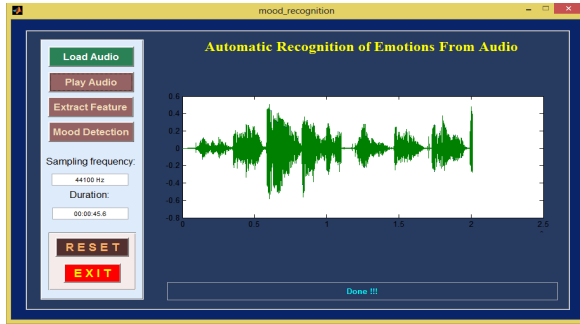 mood_recognition
Automatic Recognition of Emotions From Audio
Load Audio
Play Audio
Extract Feature
Mood Detection
Sampling frequency:
44100 Hz
Duration:
00:00:45.6
RESET
EXIT
0.6
0.4
0.2
0
-0.2
-0.4
-0.6
-0.8
0 0.5 1 1.5 2 2.5
Done !!!